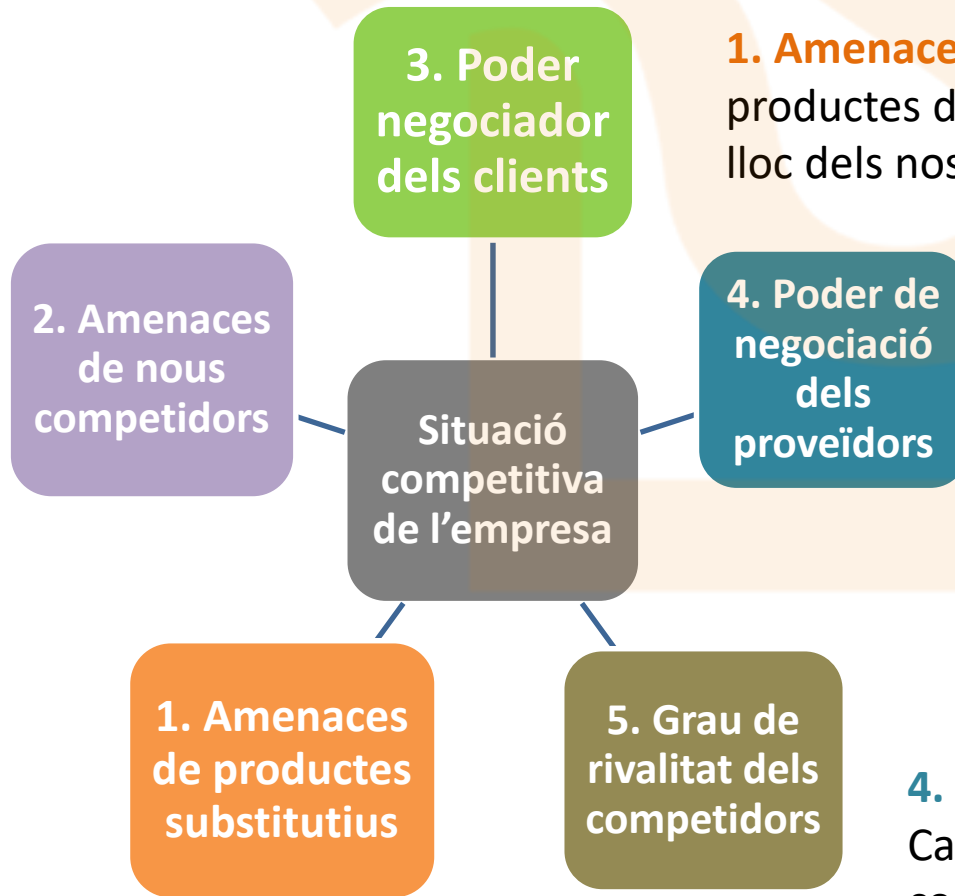 3. Poder
negociador
dels clients
1. Amenace
productes d
lloc dels nos
2. Amenaces
de nous
competidors
4. Poder de
negociació
dels
proveïdors
Situació
competitiva
de l’empresa
1. Amenaces
de productes
substitutius
5. Grau de
rivalitat dels
competidors
4.
Ca